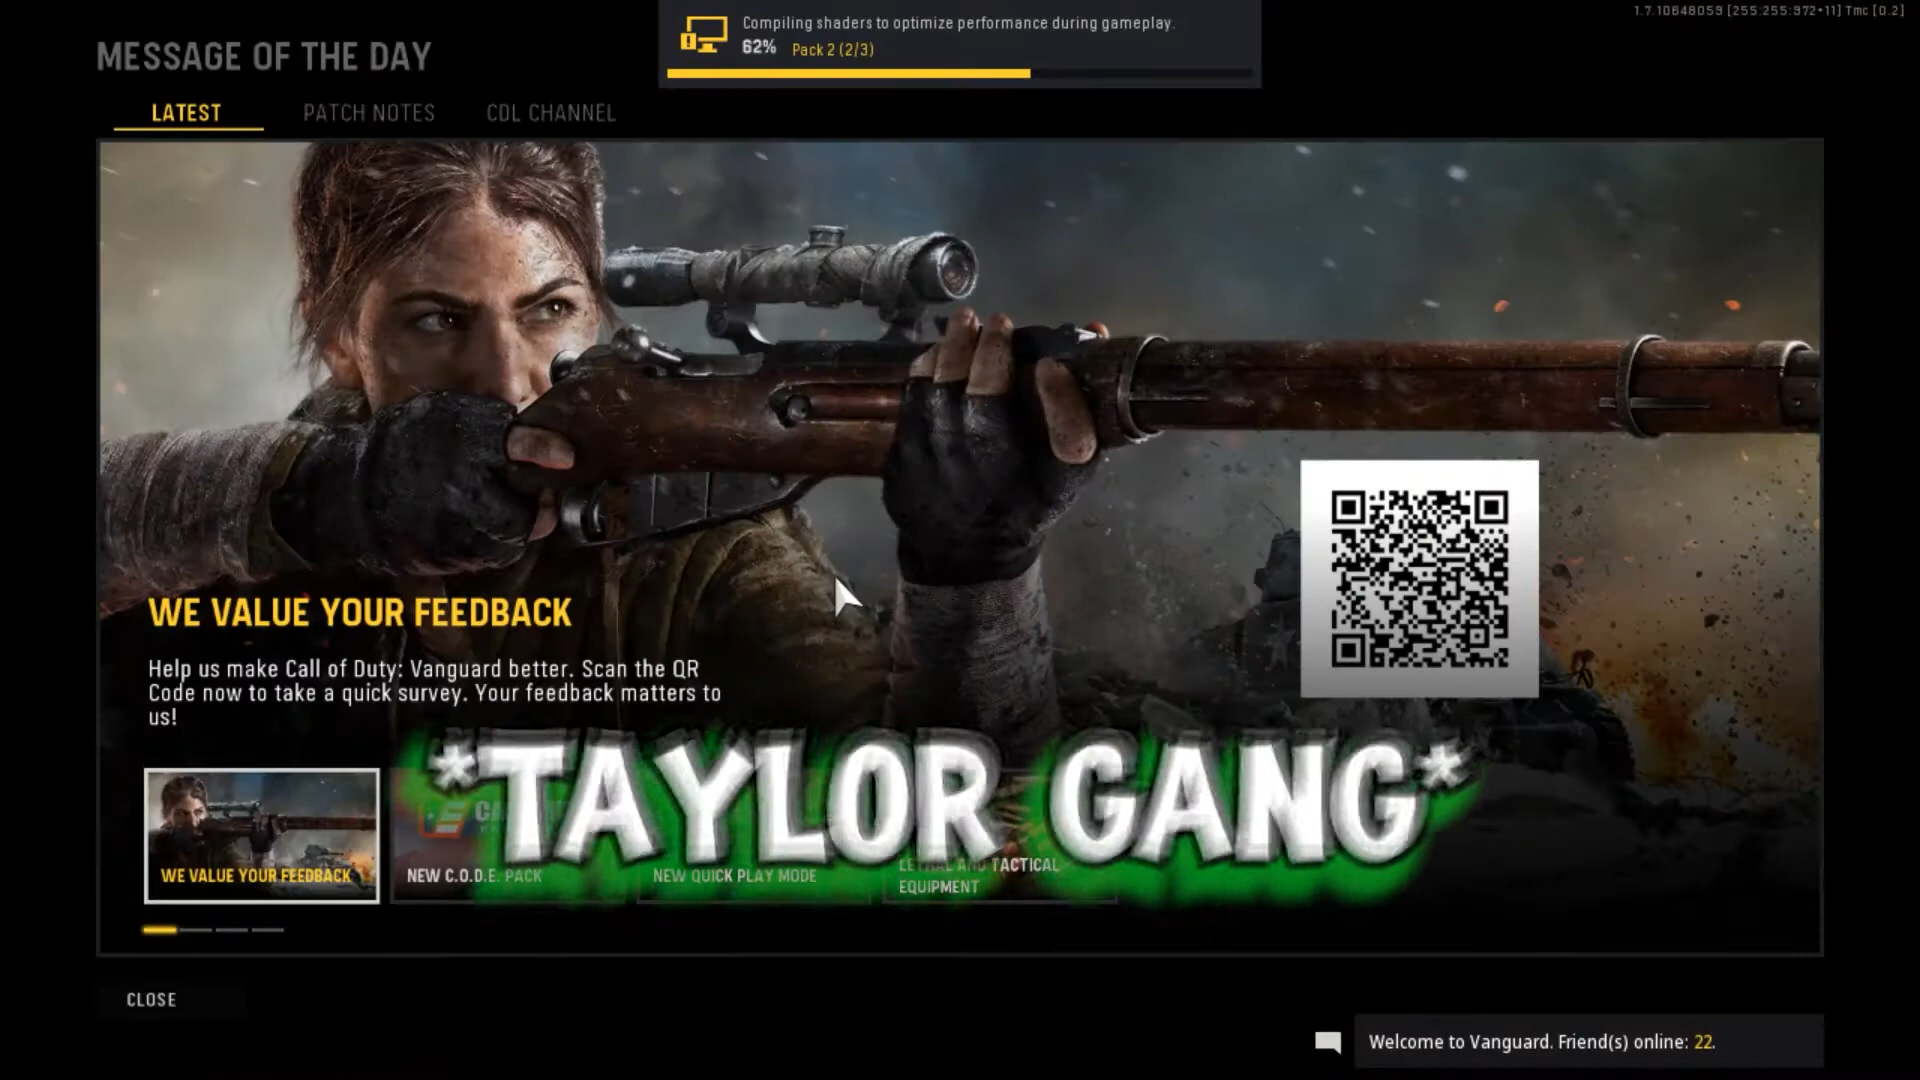 Compiling shaders to optimize performance during gameplay.
62% Pack 2 (2/3)
1.7.10648059 [255:255:972+11] Tmc [0.2]
MESSAGE OF THE DAY
LATEST PATCH NOTES CDL CHANNEL
WE VALUE YOUR FEEDBACK
Help us make Call of Duty: Vanguard better. Scan the QR
Code now to take a quick survey. Your feedback matters to
us!
*TAYLOR GANG*
WE VALUE YOUR FEEDBACK
NEW C.O.D.E. PACK
NEW QUICK PLAY MODE
LETHAL AND TACTICAL
EQUIPMENT
CLOSE
Welcome to Vanguard. Friend(s) online: 22.